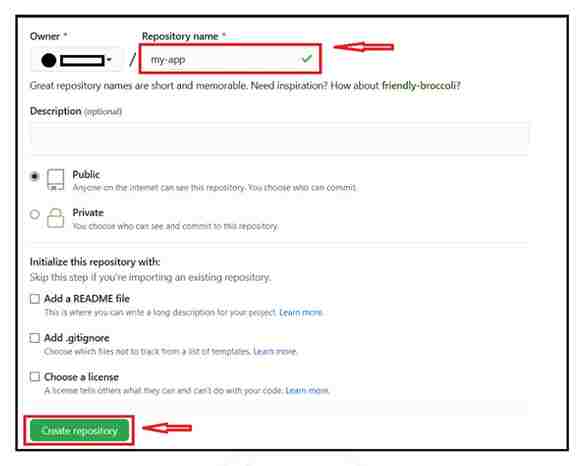 Owner * Repository name *
/ my-app
Great repository names are short and memorable. Need inspiration? How about friendly-broccoli?
Description (optional)
Public
Anyone on the internet can see this repository. You choose who can commit.
Private
You choose who can see and commit to this repository.
Initialize this repository with:
Skip this step if you're importing an existing repository.
Add a README file
This is where you can write a long description for your project. Learn more.
Add .gitignore
Choose which files not to track from a list of templates. Learn more.
Choose a license
A license tells others what they can and can't do with your code. Learn more.
Create repository